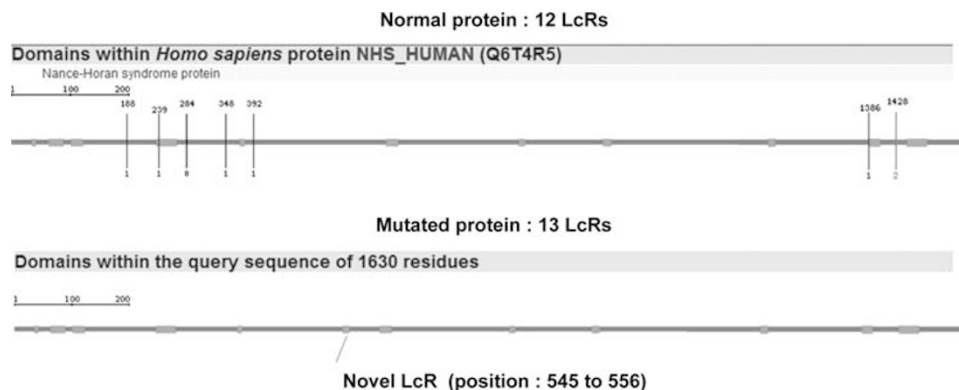 Normal protein : 12 LcRs
Domains within Homo sapiens protein NHS_HUMAN (Q6T4R5)
Nance-Horan syndrome protein
1 100 200
188 239 284 348 392 1386 1428
1 1 0 1 1 1 2
Mutated protein : 13 LcRs
Domains within the query sequence of 1630 residues
1 100 200
Novel LcR (position : 545 to 556)